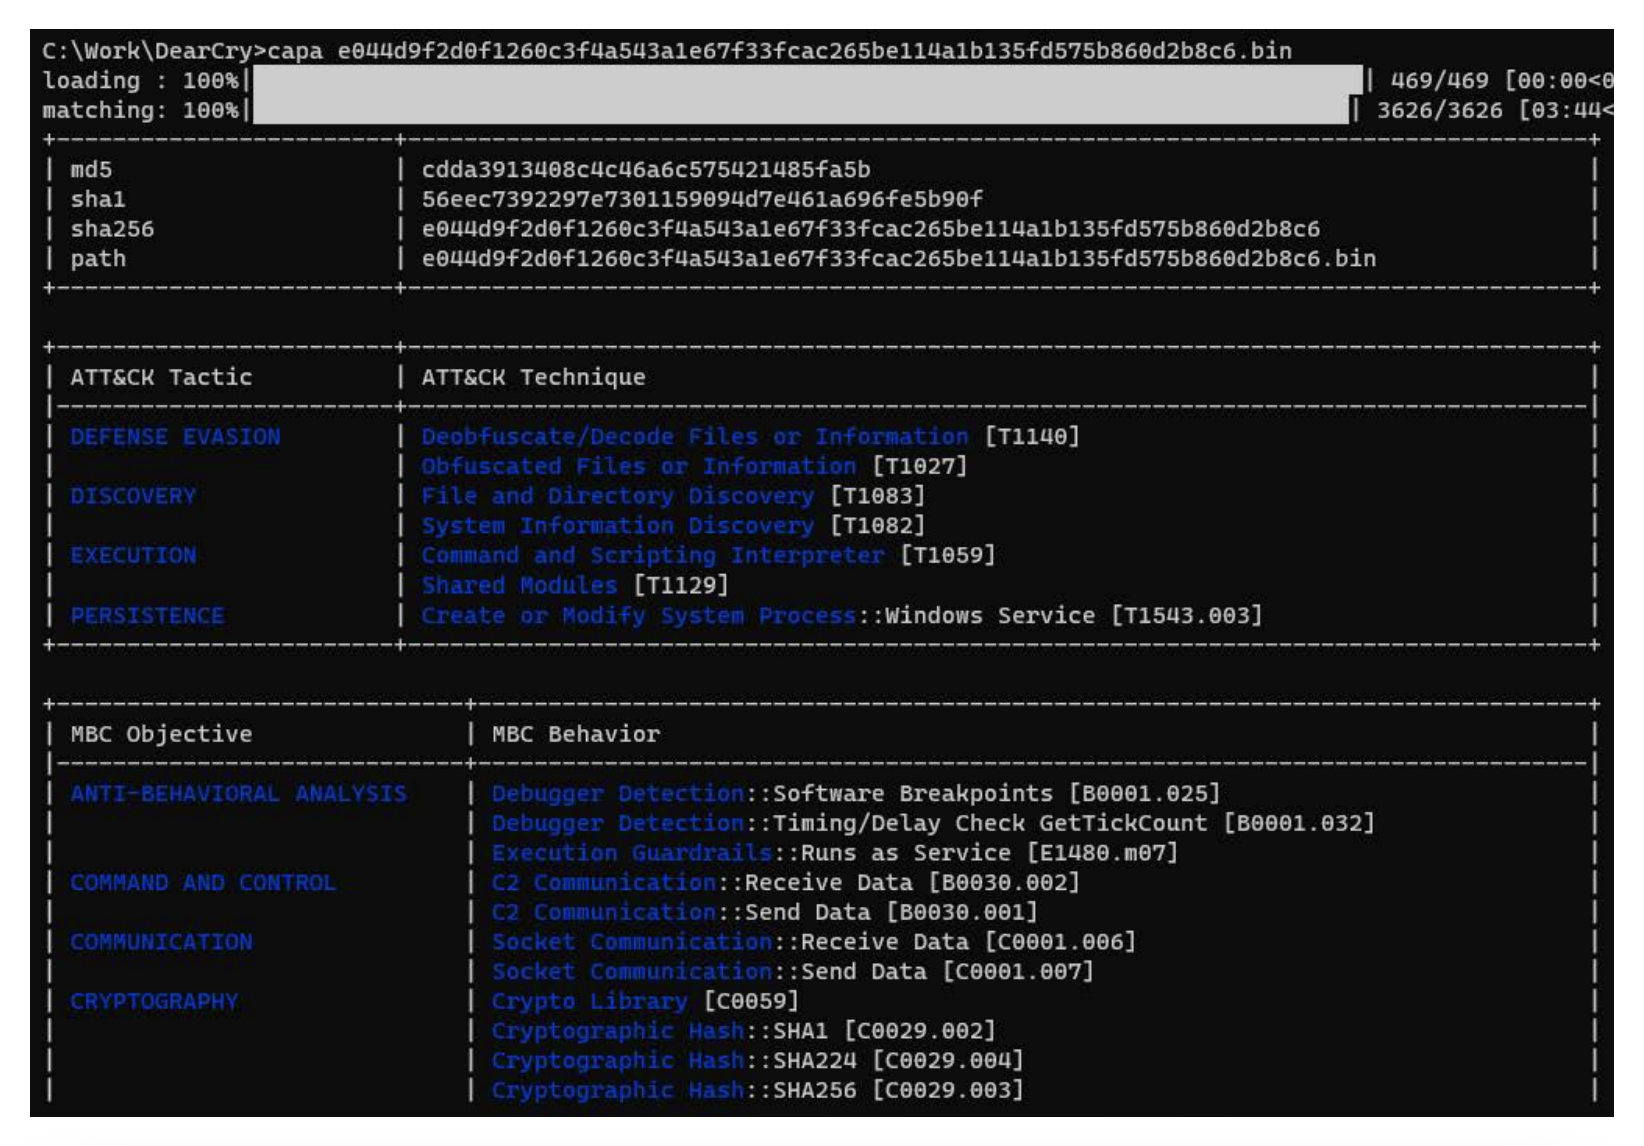 C:\Work\DearCry>capa e044d9f2d0f1260c3f4a543a1e67f33fcac265be114a1b135fd575b860d2b8c6.bin
loading : 100%| | 469/469 [00:00<0
matching: 100%| | 3626/3626 [03:44<
+------------------------+------------------------------------------------------------------------------------+
| md5 | cdda3913408c4c46a6c575421485fa5b |
| sha1 | 56eec7392297e7301159094d7e461a696fe5b90f |
| sha256 | e044d9f2d0f1260c3f4a543a1e67f33fcac265be114a1b135fd575b860d2b8c6 |
| path | e044d9f2d0f1260c3f4a543a1e67f33fcac265be114a1b135fd575b860d2b8c6.bin |
+------------------------+------------------------------------------------------------------------------------+
+------------------------+------------------------------------------------------------------------------------+
| ATT&CK Tactic | ATT&CK Technique |
|------------------------+------------------------------------------------------------------------------------|
| DEFENSE EVASION | Deobfuscate/Decode Files or Information [T1140] |
| | Obfuscated Files or Information [T1027] |
| DISCOVERY | File and Directory Discovery [T1083] |
| | System Information Discovery [T1082] |
| EXECUTION | Command and Scripting Interpreter [T1059] |
| | Shared Modules [T1129] |
| PERSISTENCE | Create or Modify System Process::Windows Service [T1543.003] |
+------------------------+------------------------------------------------------------------------------------+
+-----------------------------+-------------------------------------------------------------------------------+
| MBC Objective | MBC Behavior |
|-----------------------------+-------------------------------------------------------------------------------|
| ANTI-BEHAVIORAL ANALYSIS | Debugger Detection::Software Breakpoints [B0001.025] |
| | Debugger Detection::Timing/Delay Check GetTickCount [B0001.032] |
| | Execution Guardrails::Runs as Service [E1480.m07] |
| COMMAND AND CONTROL | C2 Communication::Receive Data [B0030.002] |
| | C2 Communication::Send Data [B0030.001] |
| COMMUNICATION | Socket Communication::Receive Data [C0001.006] |
| | Socket Communication::Send Data [C0001.007] |
| CRYPTOGRAPHY | Crypto Library [C0059] |
| | Cryptographic Hash::SHA1 [C0029.002] |
| | Cryptographic Hash::SHA224 [C0029.004] |
| | Cryptographic Hash::SHA256 [C0029.003] |